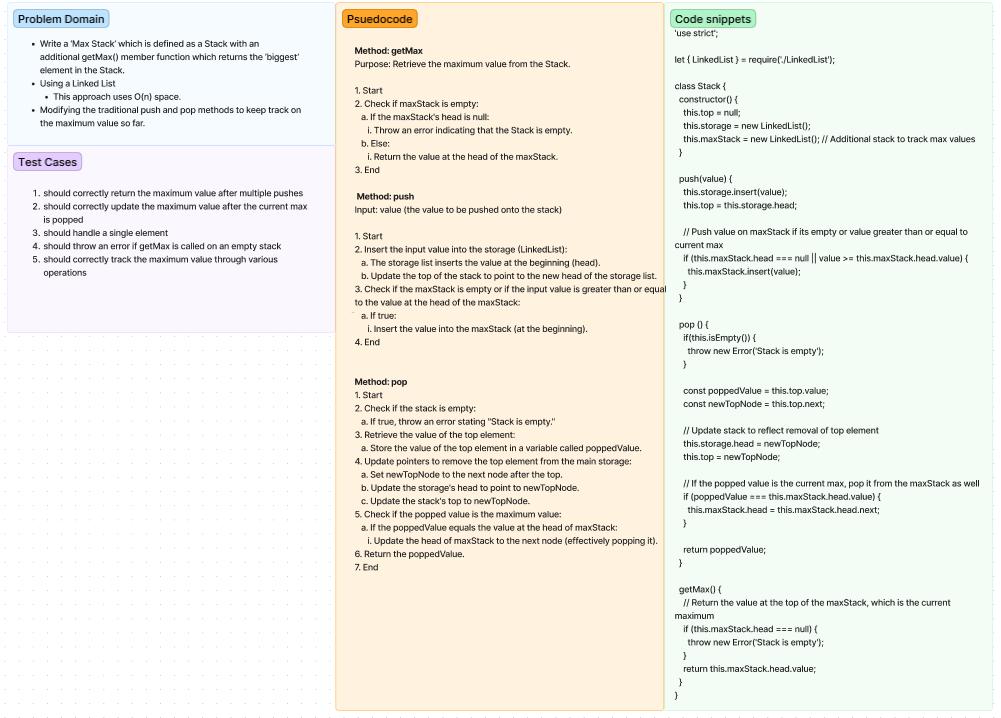 Problem Domain
• Write a 'Max Stack' which is defined as a Stack with an
additional getMax() member function which returns the 'biggest'
element in the Stack.
• Using a Linked List
• This approach uses O(n) space.
• Modifying the traditional push and pop methods to keep track on
the maximum value so far.
Test Cases
1. should correctly return the maximum value after multiple pushes
2. should correctly update the maximum value after the current max
is popped
3. should handle a single element
4. should throw an error if getMax is called on an empty stack
5. should correctly track the maximum value through various
operations
Psuedocode
Method: getMax
Purpose: Retrieve the maximum value from the Stack.
1. Start
2. Check if maxStack is empty:
a. If the maxStack's head is null:
i. Throw an error indicating that the Stack is empty.
b. Else:
i. Return the value at the head of the maxStack.
3. End
Method: push
Input: value (the value to be pushed onto the stack)
1. Start
2. Insert the input value into the storage (LinkedList):
a. The storage list inserts the value at the beginning (head).
b. Update the top of the stack to point to the new head of the storage list.
3. Check if the maxStack is empty or if the input value is greater than or equal
to the value at the head of the maxStack:
a. If true:
i. Insert the value into the maxStack (at the beginning).
4. End
Method: pop
1. Start
2. Check if the stack is empty:
a. If true, throw an error stating "Stack is empty."
3. Retrieve the value of the top element:
a. Store the value of the top element in a variable called poppedValue.
4. Update pointers to remove the top element from the main storage:
a. Set newTopNode to the next node after the top.
b. Update the storage's head to point to newTopNode.
c. Update the stack's top to newTopNode.
5. Check if the popped value is the maximum value:
a. If the poppedValue equals the value at the head of maxStack:
i. Update the head of maxStack to the next node (effectively popping it).
6. Return the poppedValue.
7. End
Code snippets
'use strict';
let { LinkedList } = require('./LinkedList');
class Stack {
constructor() {
this.top = null;
this.storage = new LinkedList();
this.maxStack = new LinkedList(); // Additional stack to track max values
}
push(value) {
this.storage.insert(value);
this.top = this.storage.head;
// Push value on maxStack if its empty or value greater than or equal to
current max
if (this.maxStack.head === null || value >= this.maxStack.head.value) {
this.maxStack.insert(value);
}
}
pop () {
if(this.isEmpty()) {
throw new Error('Stack is empty');
}
const poppedValue = this.top.value;
const newTopNode = this.top.next;
// Update stack to reflect removal of top element
this.storage.head = newTopNode;
this.top = newTopNode;
// If the popped value is the current max, pop it from the maxStack as well
if (poppedValue === this.maxStack.head.value) {
this.maxStack.head = this.maxStack.head.next;
}
return poppedValue;
}
getMax() {
// Return the value at the top of the maxStack, which is the current
maximum
if (this.maxStack.head === null) {
throw new Error('Stack is empty');
}
return this.maxStack.head.value;
}
}